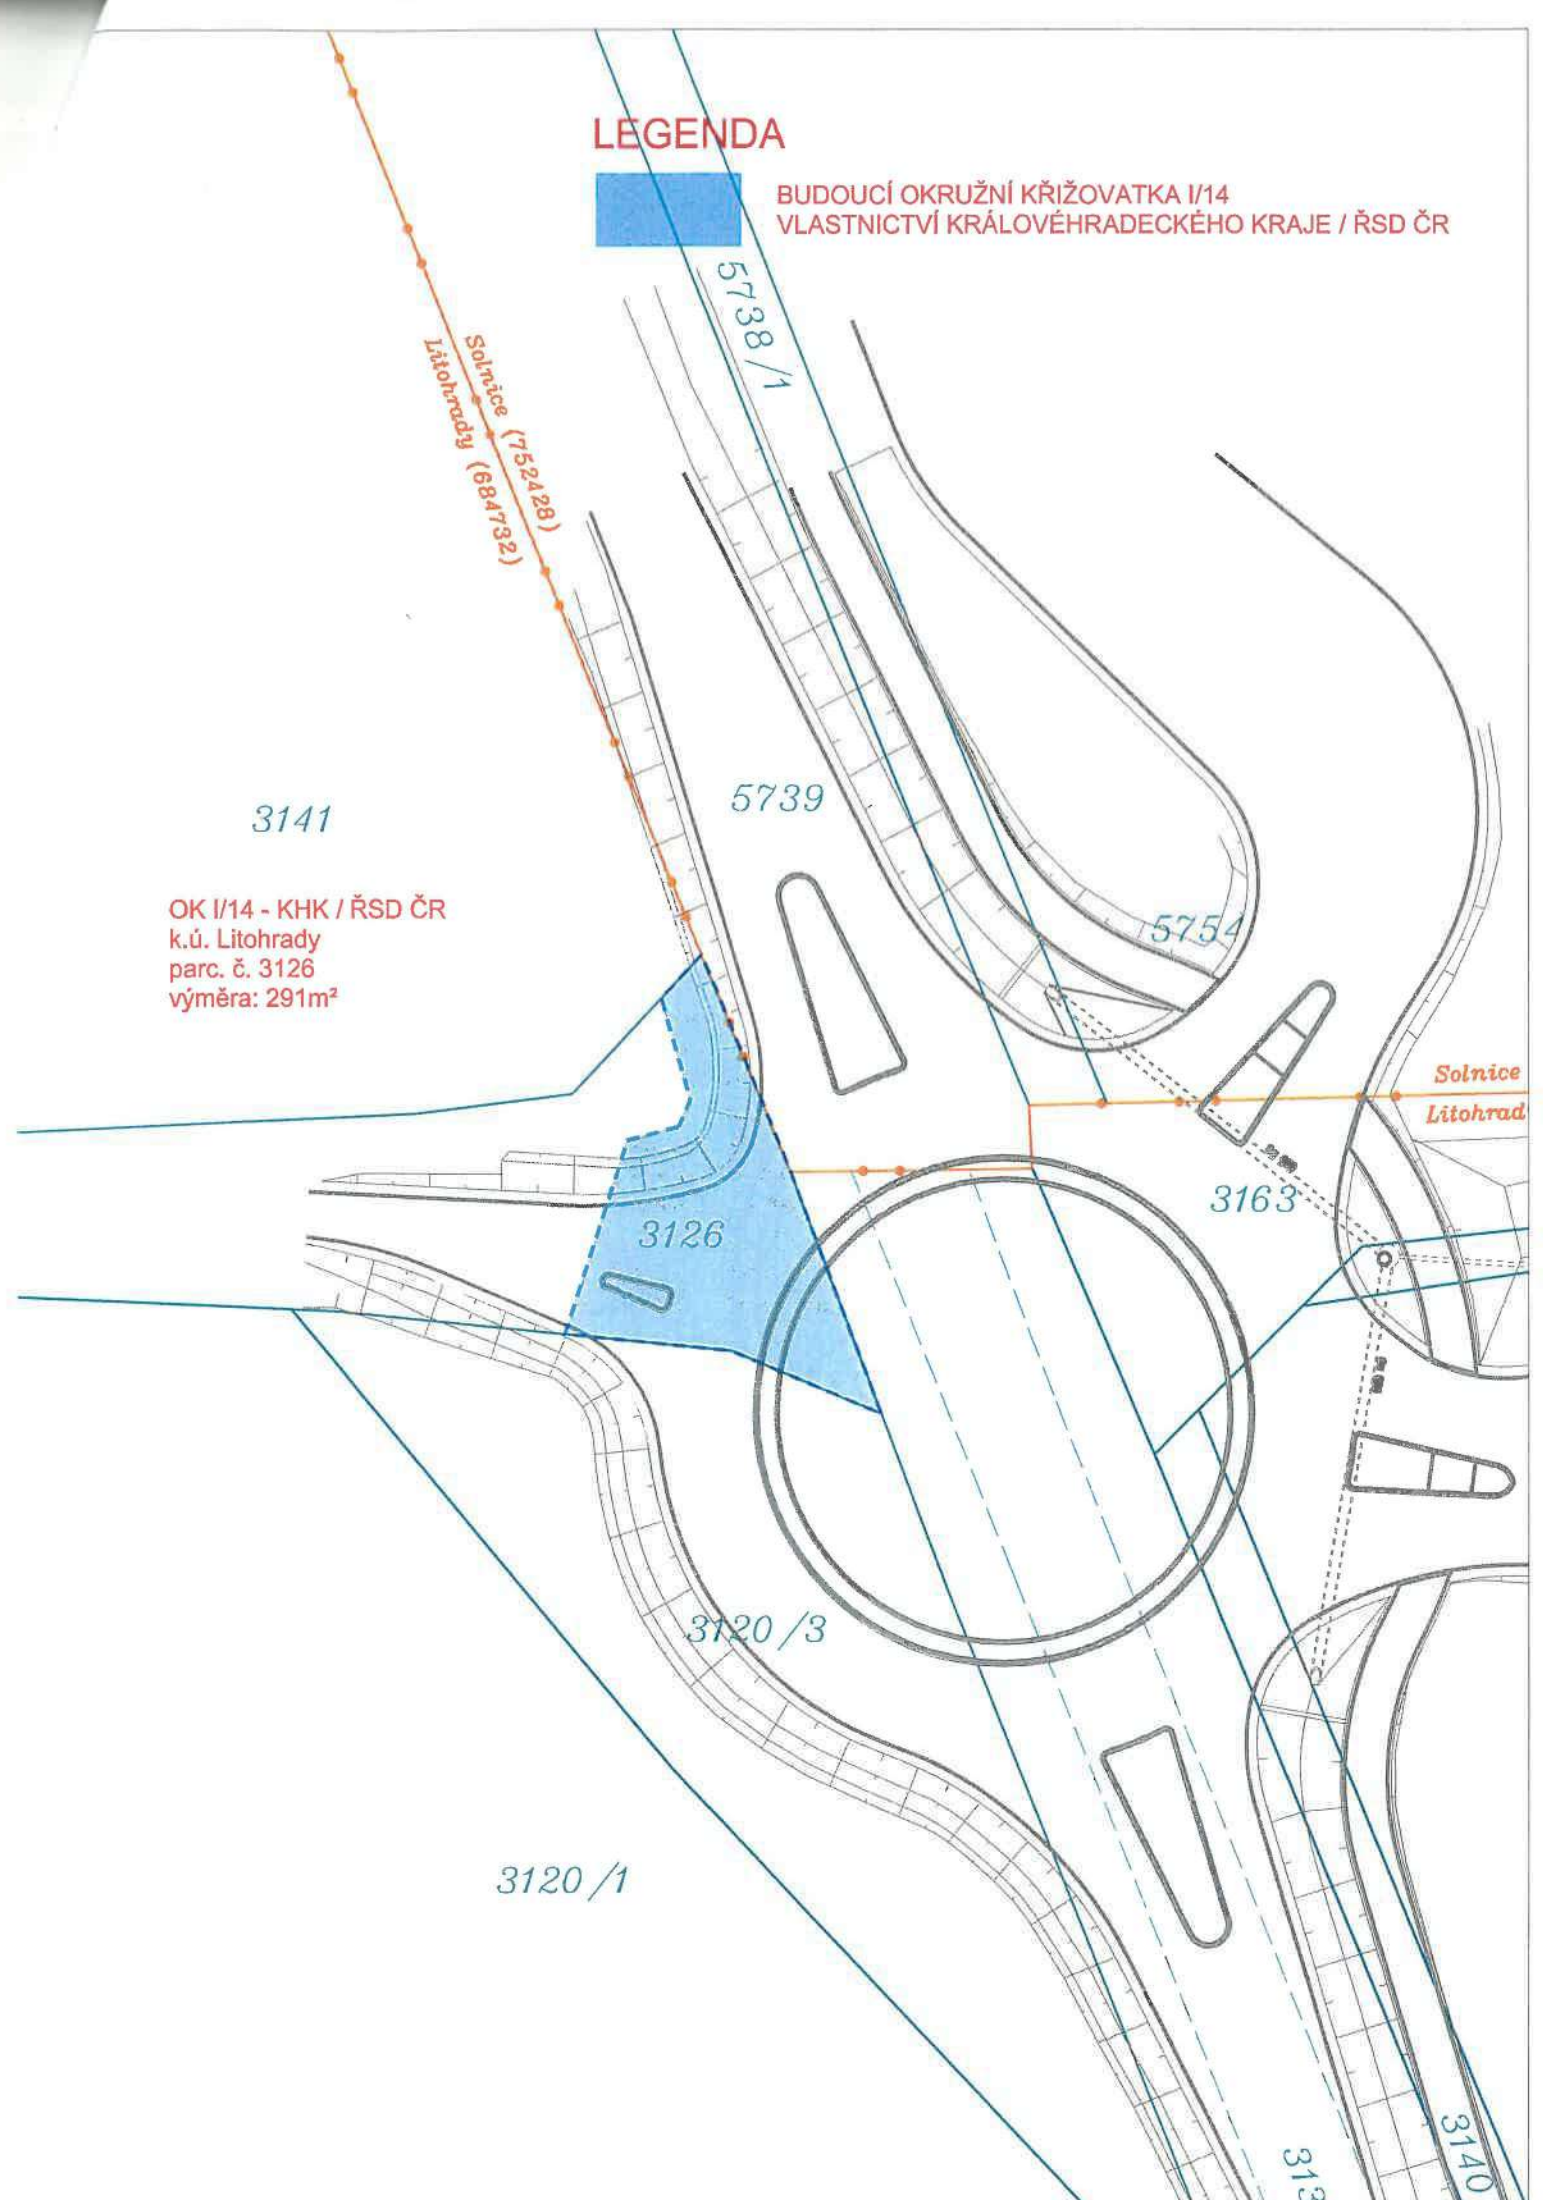 LEGENDA
BUDOUCÍ OKRUŽNÍ KŘIŽOVATKA I/14
VLASTNICTVÍ KRÁLOVÉHRADECKÉHO KRAJE / ŘSD ČR
5738/1
Solnice (752428)
Litohrady (684732)
3141
5739
OK I/14 - KHK / ŘSD ČR
k.ú. Litohrady
parc. č. 3126
výměra: 291m²
5754
Solnice
Litohrad
3163
3126
3120/3
3120/1
3140
313